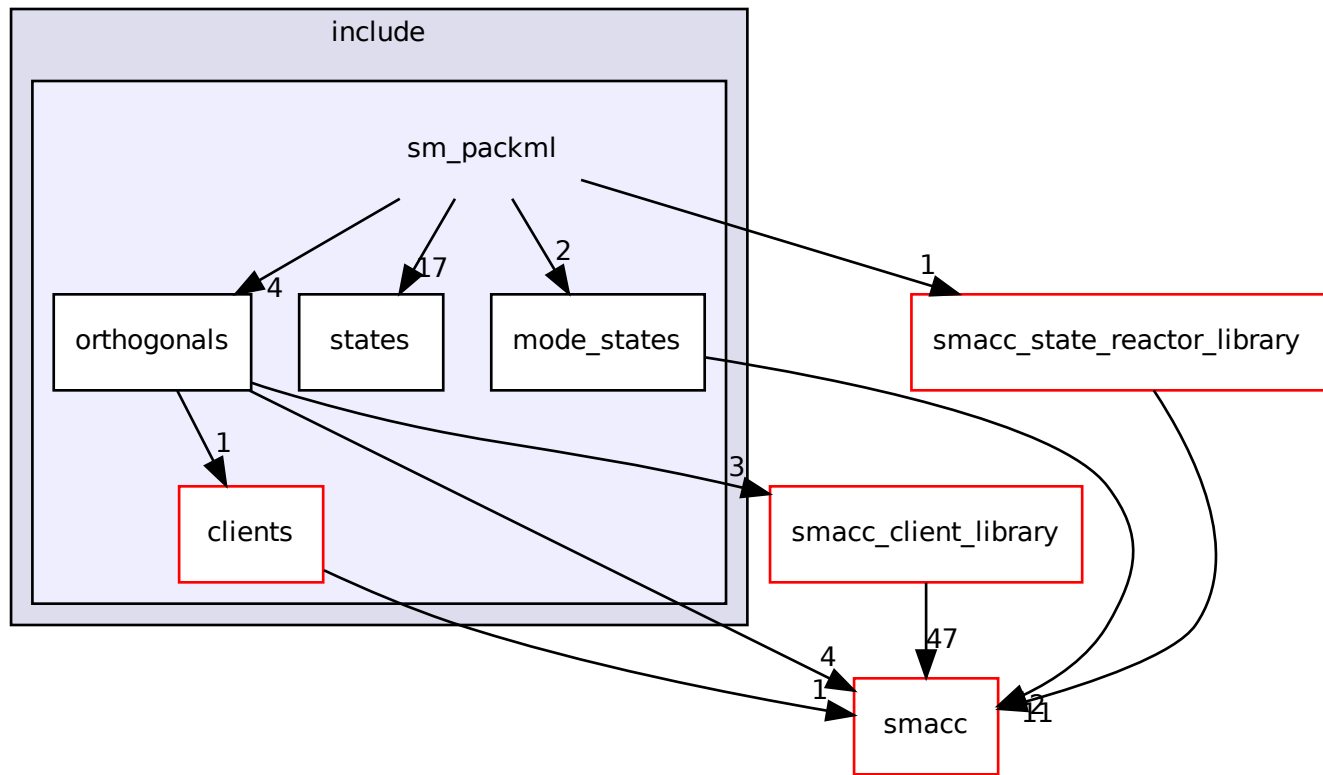 include
sm_packml
2
1
17
4
orthogonals
states
mode_states
smacc_state_reactor_library
1
3
clients
smacc_client_library
47
4
1
2
11
smacc